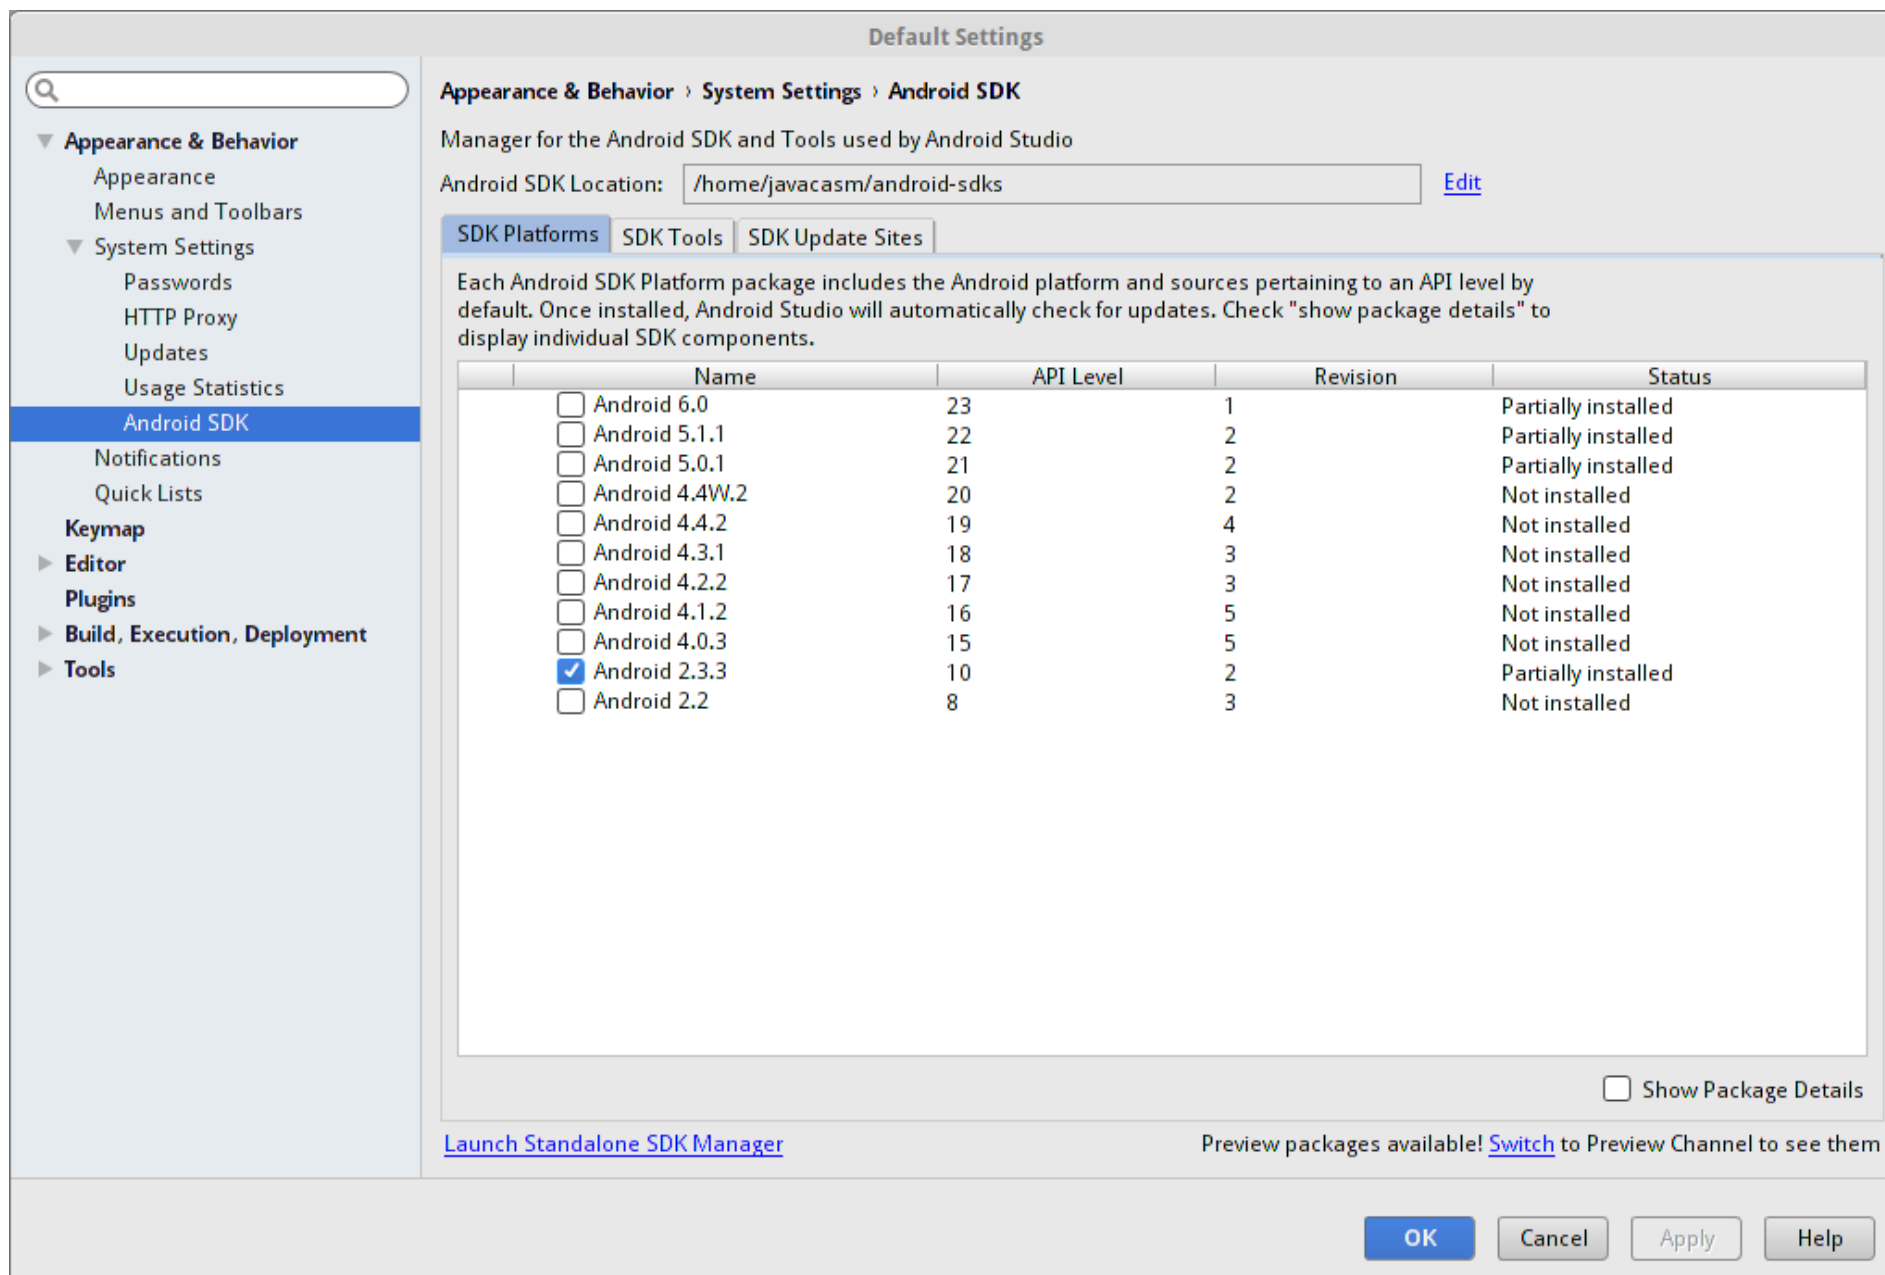 Default Settings
Appearance & Behavior
Appearance
Menus and Toolbars
System Settings
Passwords
HTTP Proxy
Updates
Usage Statistics
Android SDK
Notifications
Quick Lists
Keymap
Editor
Plugins
Build, Execution, Deployment
Tools
Appearance & Behavior › System Settings › Android SDK
Manager for the Android SDK and Tools used by Android Studio
Android SDK Location: /home/javacasm/android-sdks Edit
SDK Platforms SDK Tools SDK Update Sites
Each Android SDK Platform package includes the Android platform and sources pertaining to an API level by
default. Once installed, Android Studio will automatically check for updates. Check "show package details" to
display individual SDK components.
Name API Level Revision Status
Android 6.0 23 1 Partially installed
Android 5.1.1 22 2 Partially installed
Android 5.0.1 21 2 Partially installed
Android 4.4W.2 20 2 Not installed
Android 4.4.2 19 4 Not installed
Android 4.3.1 18 3 Not installed
Android 4.2.2 17 3 Not installed
Android 4.1.2 16 5 Not installed
Android 4.0.3 15 5 Not installed
Android 2.3.3 10 2 Partially installed
Android 2.2 8 3 Not installed
Show Package Details
Launch Standalone SDK Manager Preview packages available! Switch to Preview Channel to see them
OK Cancel Apply Help